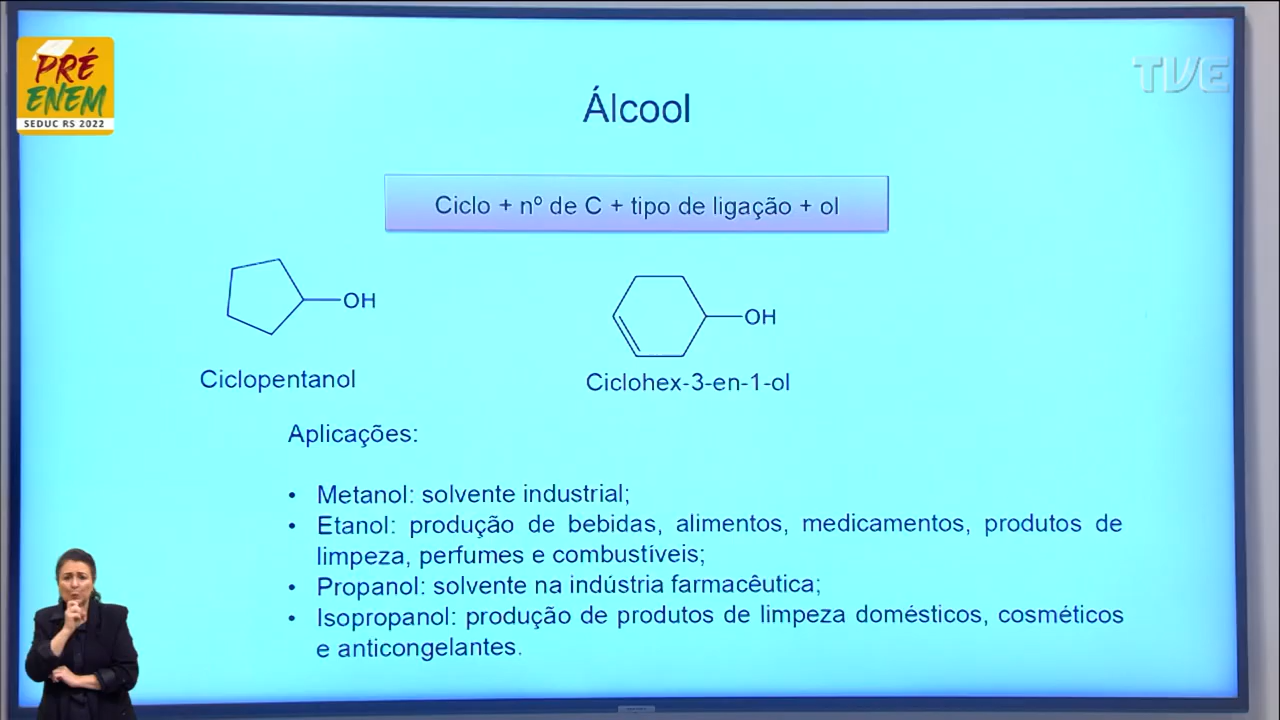 PRÉ
ENEM
SEDUC RS 2022
TVE
Álcool
Ciclo + nº de C + tipo de ligação + ol
OH
OH
Ciclopentanol
Ciclohex-3-en-1-ol
Aplicações:
• Metanol: solvente industrial;
• Etanol: produção de bebidas, alimentos, medicamentos, produtos de
limpeza, perfumes e combustíveis;
• Propanol: solvente na indústria farmacêutica;
• Isopropanol: produção de produtos de limpeza domésticos, cosméticos
e anticongelantes.